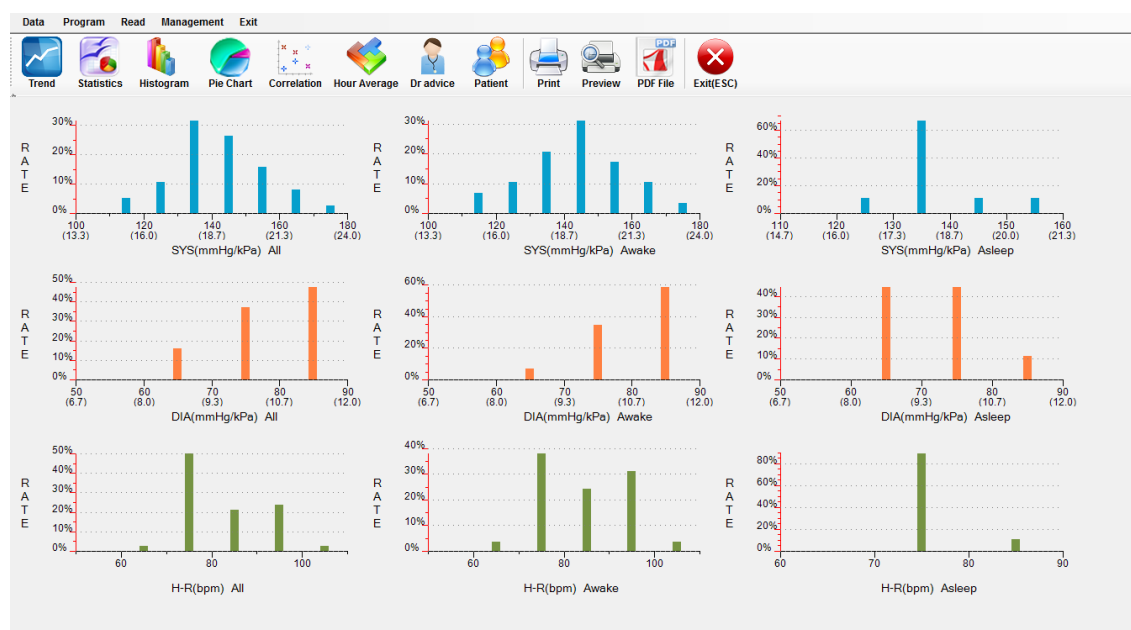 Data Program Read Management Exit
PDF
Trend Statistics Histogram Pie Chart Correlation Hour Average Dr advice Patient Print Preview PDF File Exit(ESC)
RATE
30%
20%
10%
0%
100 120 140 160 180
(13.3) (16.0) (18.7) (21.3) (24.0)
SYS(mmHg/kPa) All
RATE
30%
20%
10%
0%
100 120 140 160 180
(13.3) (16.0) (18.7) (21.3) (24.0)
SYS(mmHg/kPa) Awake
RATE
60%
40%
20%
0%
110 120 130 140 150 160
(14.7) (16.0) (17.3) (18.7) (20.0) (21.3)
SYS(mmHg/kPa) Asleep
RATE
50%
40%
30%
20%
10%
0%
50 60 70 80 90
(6.7) (8.0) (9.3) (10.7) (12.0)
DIA(mmHg/kPa) All
RATE
60%
40%
20%
0%
50 60 70 80 90
(6.7) (8.0) (9.3) (10.7) (12.0)
DIA(mmHg/kPa) Awake
RATE
40%
30%
20%
10%
0%
50 60 70 80 90
(6.7) (8.0) (9.3) (10.7) (12.0)
DIA(mmHg/kPa) Asleep
RATE
50%
40%
30%
20%
10%
0%
60 80 100
H-R(bpm) All
RATE
40%
30%
20%
10%
0%
60 80 100
H-R(bpm) Awake
RATE
80%
60%
40%
20%
0%
60 70 80 90
H-R(bpm) Asleep